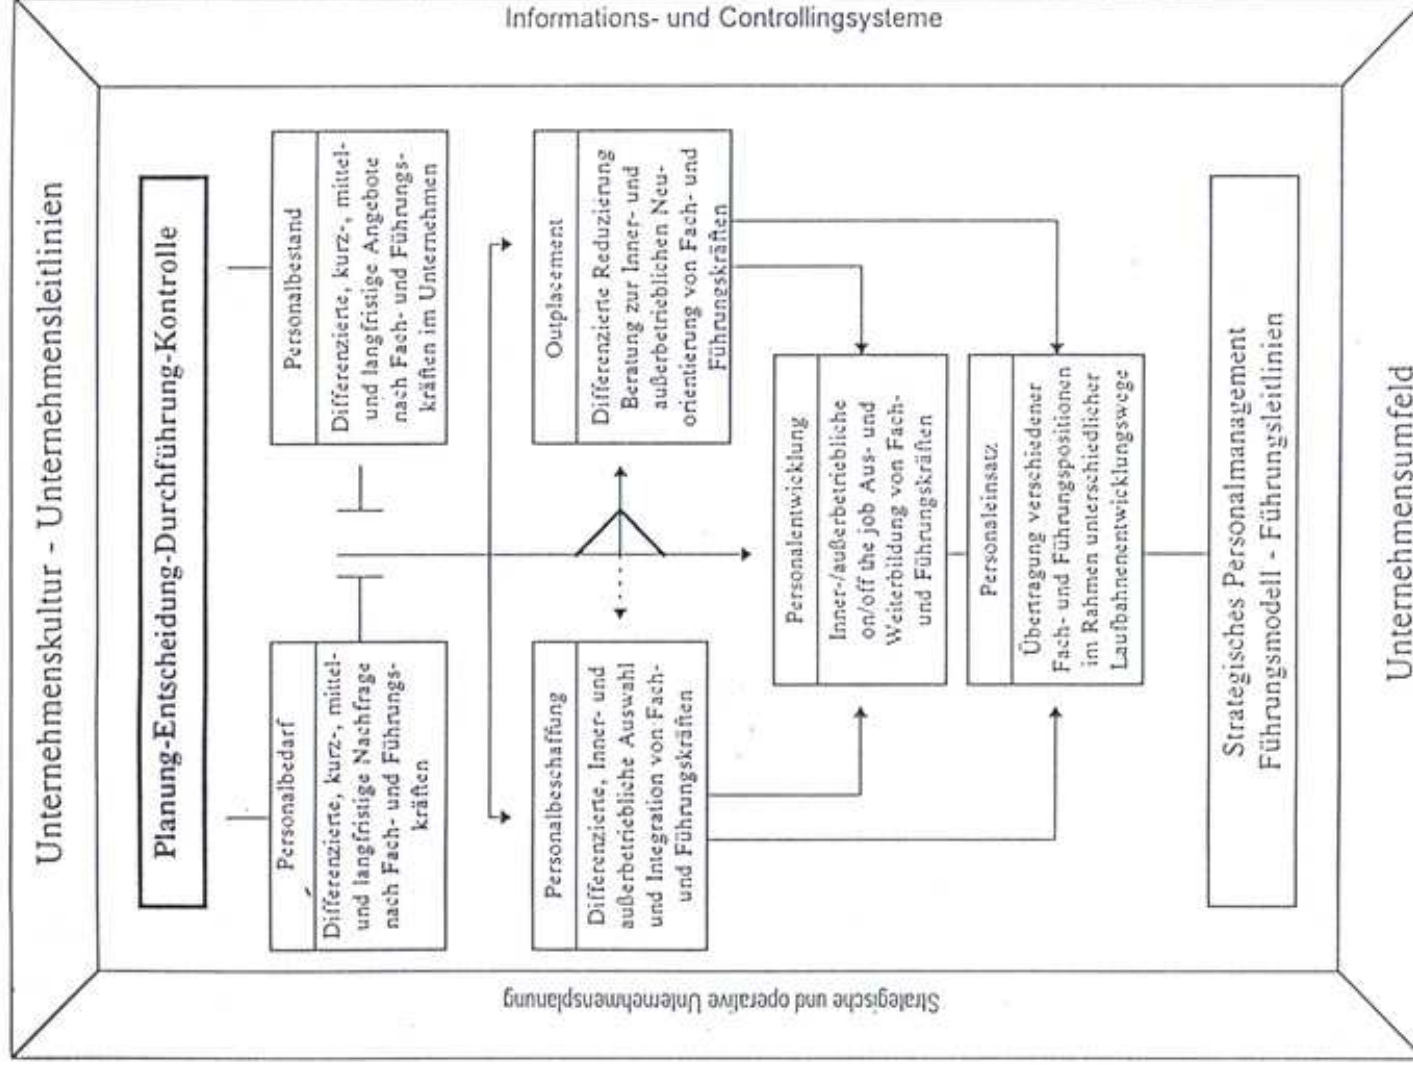 Unternehmenskultur - Unternehmensleitlinien
Informations- und Controllingsysteme
Strategische und operative Unternehmensplanung
Planung-Entscheidung-Durchführung-Kontrolle
Personalbedarf
Differenzierte, kurz-, mittel-
und langfristige Nachfrage
nach Fach- und Führungs-
kräften
Personalbestand
Differenzierte, kurz-, mittel-
und langfristige Angebote
nach Fach- und Führungs-
kräften im Unternehmen
Personalbeschaffung
Differenzierte, Inner- und
außerbetriebliche Auswahl
und Integration von Fach-
und Führungskräften
Outplacement
Differenzierte Reduzierung
Beratung zur Inner- und
außerbetrieblichen Neu-
orientierung von Fach- und
Führungskräften
Personalentwicklung
Inner-/außerbetriebliche
on/off the job Aus- und
Weiterbildung von Fach-
und Führungskräften
Personaleinsatz
Übertragung verschiedener
Fach- und Führungspositionen
im Rahmen unterschiedlicher
Laufbahnenentwicklungswege
Strategisches Personalmanagement
Führungsmodell - Führungsleitlinien
Unternehmensumfeld